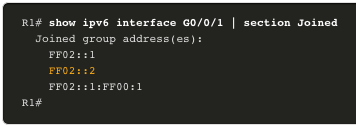 R1# show ipv6 interface G0/0/1 | section Joined
Joined group address(es):
FF02::1
FF02::2
FF02::1:FF00:1
R1#